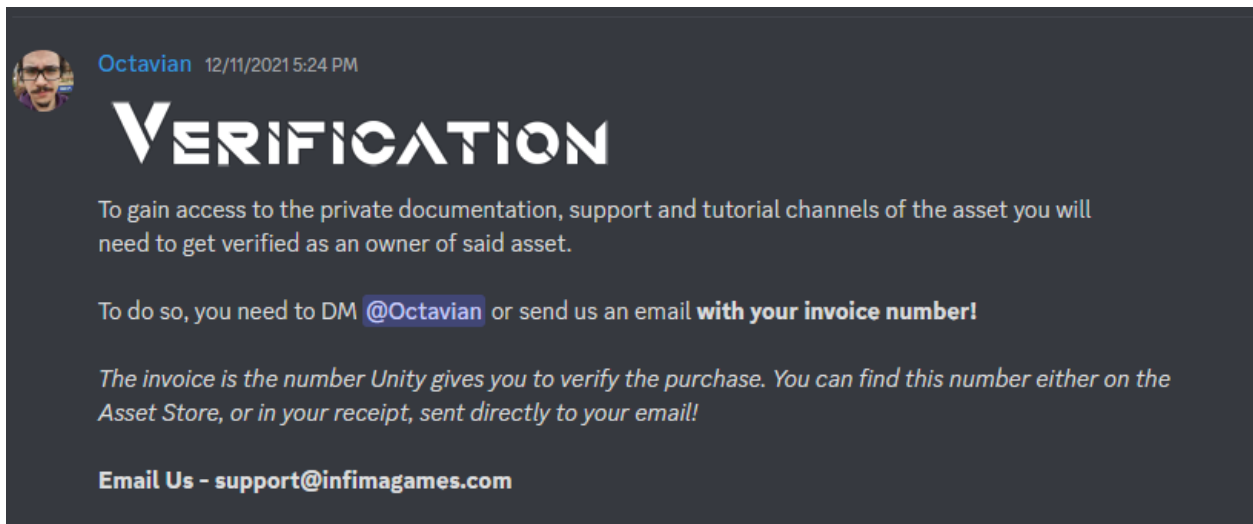 Octavian 12/11/2021 5:24 PM
VERIFICATION
To gain access to the private documentation, support and tutorial channels of the asset you will
need to get verified as an owner of said asset.
To do so, you need to DM @Octavian or send us an email with your invoice number!
The invoice is the number Unity gives you to verify the purchase. You can find this number either on the
Asset Store, or in your receipt, sent directly to your email!
Email Us - support@infimagames.com